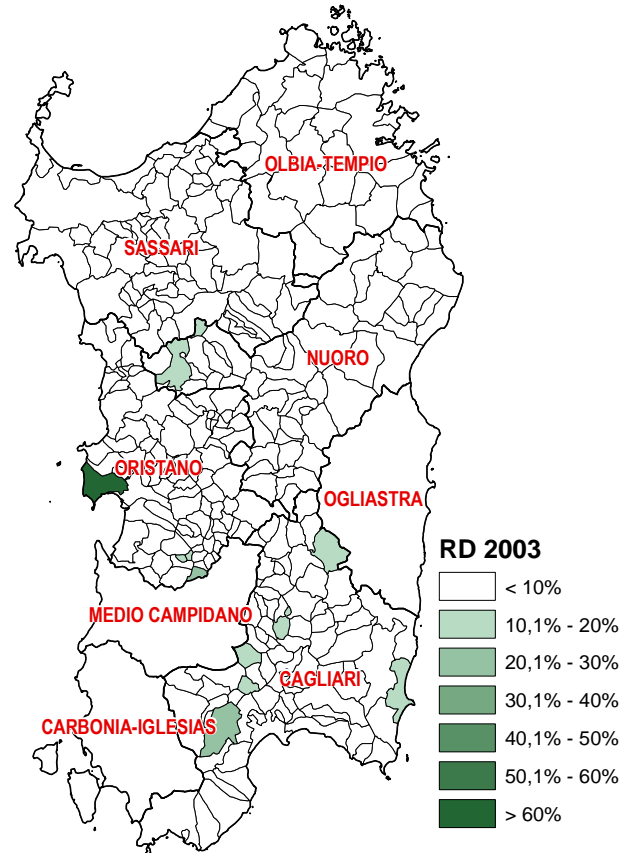 OLBIA-TEMPIO
SASSARI
NUORO
ORISTANO
OGLIASTRA
MEDIO CAMPIDANO
CAGLIARI
CARBONIA-IGLESIAS
RD 2003
< 10%
10,1% - 20%
20,1% - 30%
30,1% - 40%
40,1% - 50%
50,1% - 60%
> 60%